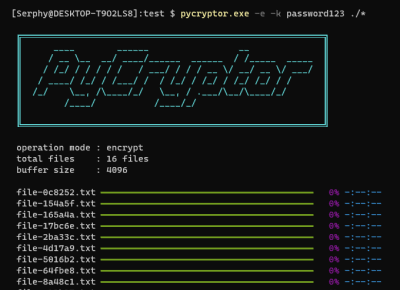 [Serphy@DESKTOP-T9O2LS8]:test $ pycryptor.exe -e -k password123 ./*
PyCryptor
operation mode : encrypt
total files : 16 files
buffer size : 4096
file-0c8252.txt 0% -:--:--
file-154a5f.txt 0% -:--:--
file-165a4a.txt 0% -:--:--
file-17bc6e.txt 0% -:--:--
file-2ba33c.txt 0% -:--:--
file-4d17a9.txt 0% -:--:--
file-5016b2.txt 0% -:--:--
file-64fbe8.txt 0% -:--:--
file-8a48c1.txt 0% -:--:--